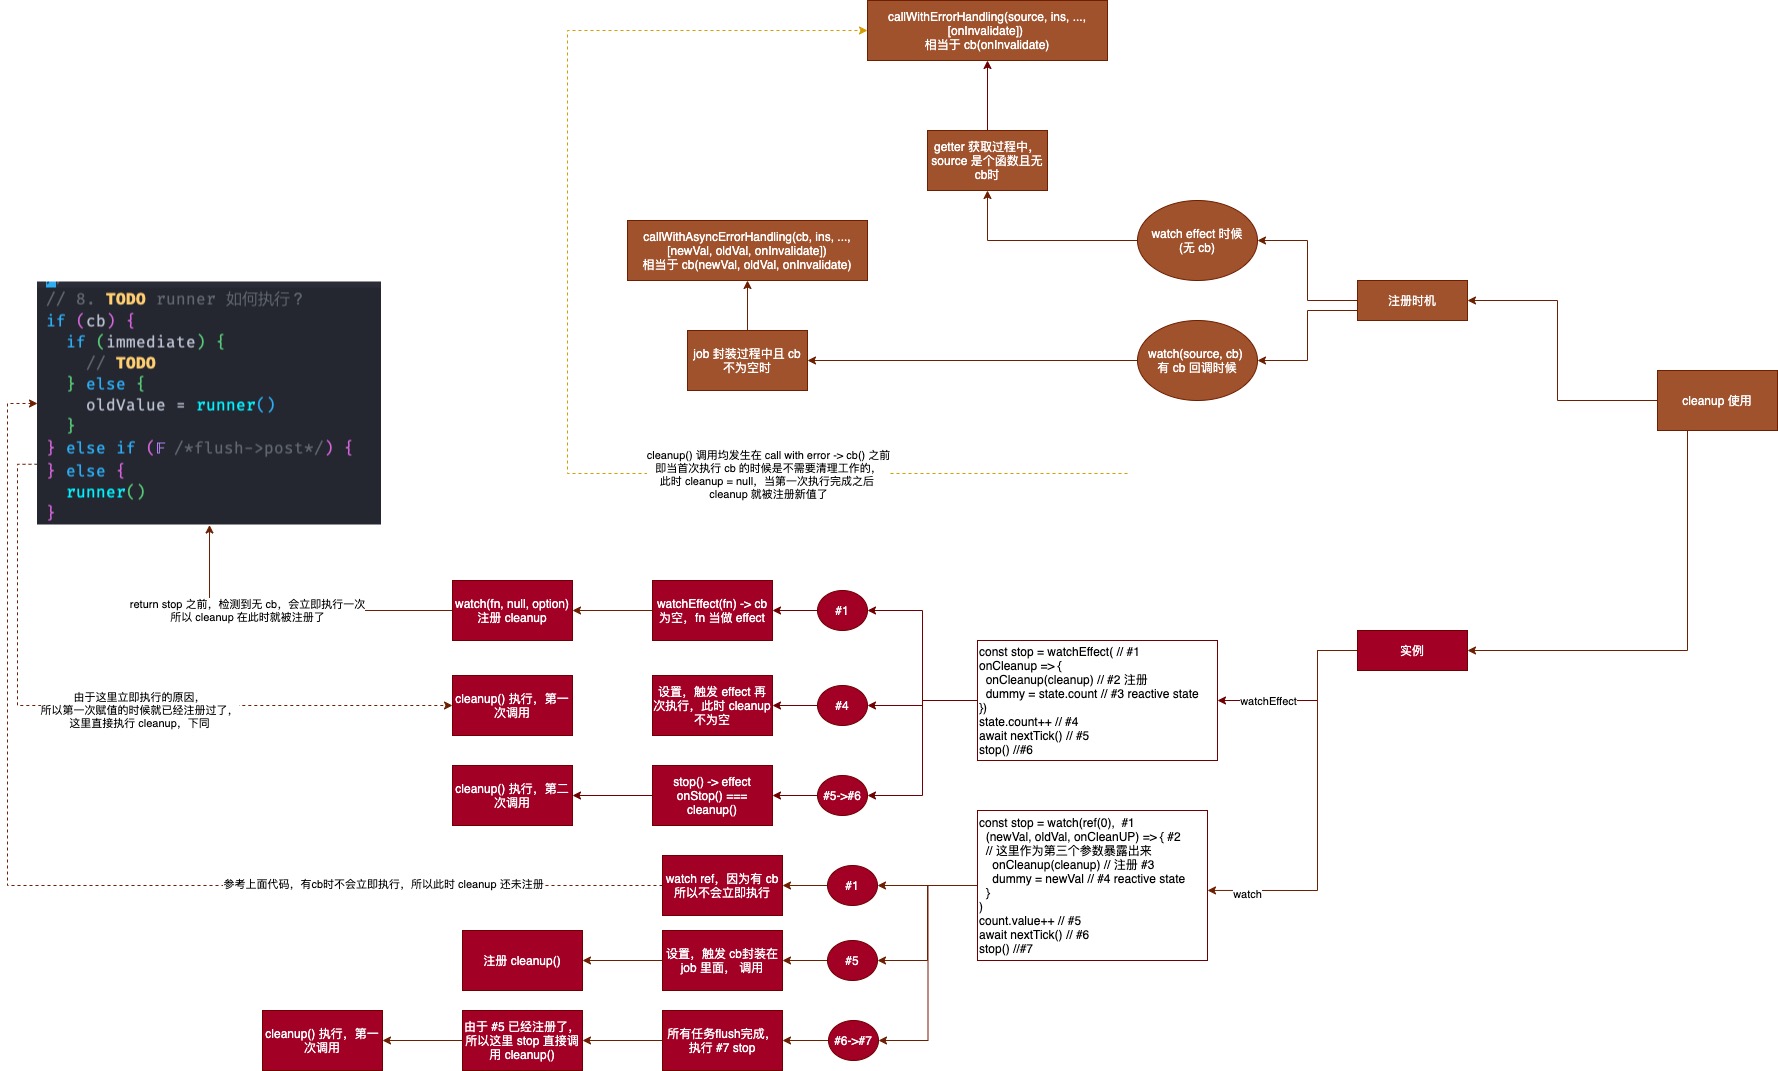 callWithErrorHandling(source, ins, ...,
[onInvalidate])
相当于 cb(onInvalidate)
getter 获取过程中，
source 是个函数且无
cb时
callWithAsyncErrorHandling(cb, ins, ...,
[newVal, oldVal, onInvalidate])
相当于 cb(newVal, oldVal, onInvalidate)
watch effect 时候
(无 cb)
注册时机
job 封装过程中且 cb
不为空时
watch(source, cb)
有 cb 回调时候
cleanup 使用
// 8. TODO runner 如何执行？
if (cb) {
if (immediate) {
// TODO
} else {
oldValue = runner()
}
} else if (F /*flush->post*/) {
} else {
runner()
}
cleanup() 调用均发生在 call with error -> cb() 之前
即当首次执行 cb 的时候是不需要清理工作的，
此时 cleanup = null，当第一次执行完成之后
cleanup 就被注册新值了
return stop 之前，检测到无 cb，会立即执行一次
所以 cleanup 在此时就被注册了
watch(fn, null, option)
注册 cleanup
watchEffect(fn) -> cb
为空，fn 当做 effect
#1
由于这里立即执行的原因，
所以第一次赋值的时候就已经注册过了，
这里直接执行 cleanup，下同
cleanup() 执行，第一
次调用
设置，触发 effect 再
次执行，此时 cleanup
不为空
#4
cleanup() 执行，第二
次调用
stop() -> effect
onStop() ===
cleanup()
#5->#6
const stop = watchEffect( // #1
onCleanup => {
onCleanup(cleanup) // #2 注册
dummy = state.count // #3 reactive state
})
state.count++ // #4
await nextTick() // #5
stop() //#6
watchEffect
实例
const stop = watch(ref(0),  #1
(newVal, oldVal, onCleanUP) => { #2
// 这里作为第三个参数暴露出来
onCleanup(cleanup) // 注册 #3
dummy = newVal // #4 reactive state
}
)
count.value++ // #5
await nextTick() // #6
stop() //#7
watch
参考上面代码，有cb时不会立即执行，所以此时 cleanup 还未注册
watch ref，因为有 cb
所以不会立即执行
#1
注册 cleanup()
设置，触发 cb封装在
job 里面， 调用
#5
cleanup() 执行，第一
次调用
由于 #5 已经注册了，
所以这里 stop 直接调
用 cleanup()
所有任务flush完成，
执行 #7 stop
#6->#7